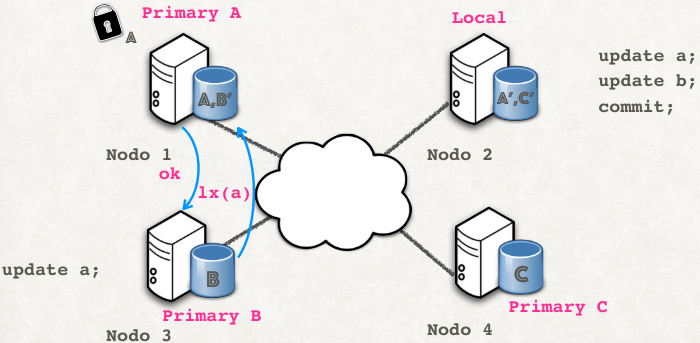 Primary A
A
A,B'
Nodo 1
Local
A',C'
Nodo 2
update a;
update b;
commit;
ok
lx(a)
update a;
B
Primary B
Nodo 3
C
Primary C
Nodo 4